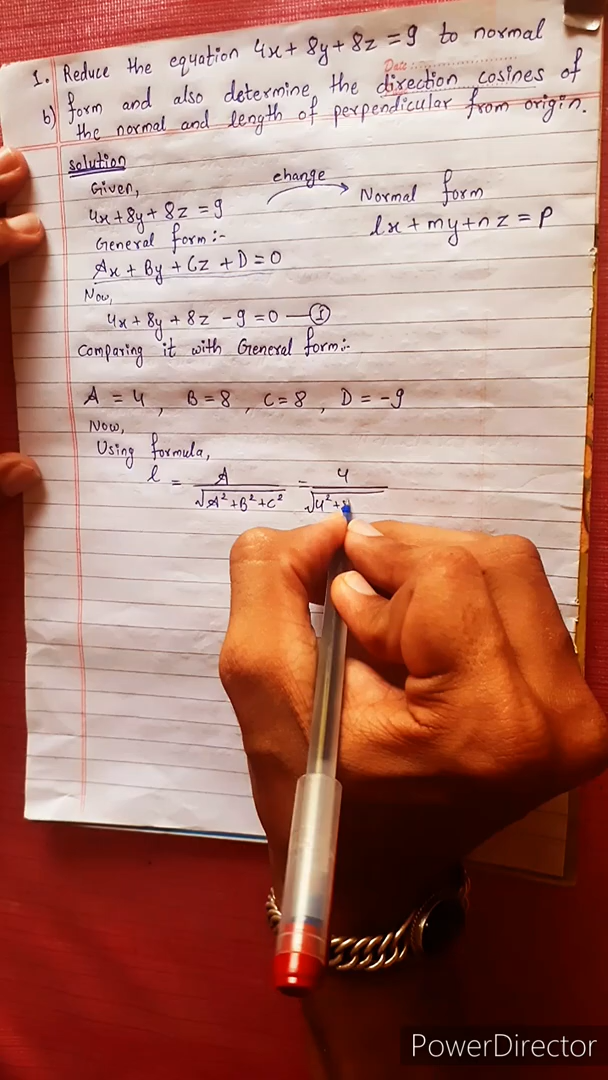 1. Reduce the equation 4x + 8y + 8z = 9 to normal
Date :
b) form and also determine the direction cosines of
the normal and length of perpendicular from origin.
solution
Given,
change
4x + 8y + 8z = 9
Normal form
lx + my + nz = P
General form :-
Ax + By + Cz + D = 0
Now,
4x + 8y + 8z - 9 = 0 — I
Comparing it with General form :-
A = 4, B = 8, C = 8, D = -9
Now,
Using formula,
l = A / √A² + B² + C² = 4 / √4² +
PowerDirector